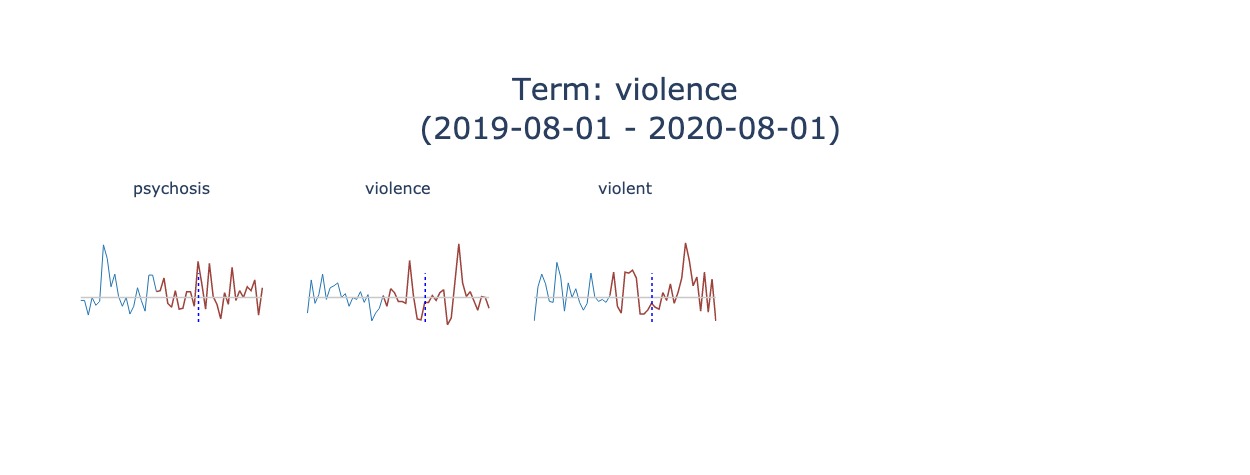 Term: violence
(2019-08-01 - 2020-08-01)
psychosis
violence
violent